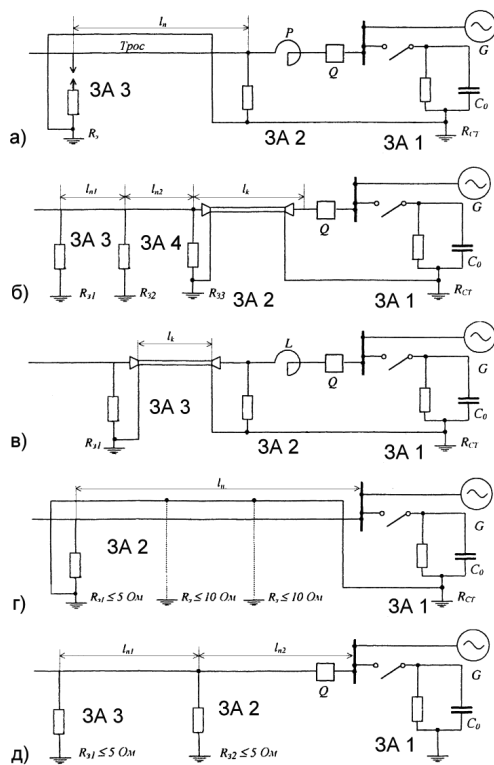 lп
Трос
P
Q
G
ЗА 3
ЗА 2
ЗА 1
C0
Rз
RСТ
а)
lп1
lп2
lк
Q
G
ЗА 3
ЗА 4
ЗА 2
ЗА 1
C0
Rз1
Rз2
Rз3
RСТ
б)
lк
L
Q
G
ЗА 3
ЗА 2
ЗА 1
C0
Rз1
RСТ
в)
lп
G
ЗА 2
ЗА 1
C0
Rз1 ≤ 5 Ом
Rз ≤ 10 Ом
Rз ≤ 10 Ом
RСТ
г)
lп1
lп2
Q
G
ЗА 3
ЗА 2
ЗА 1
C0
Rз1 ≤ 5 Ом
Rз2 ≤ 5 Ом
д)